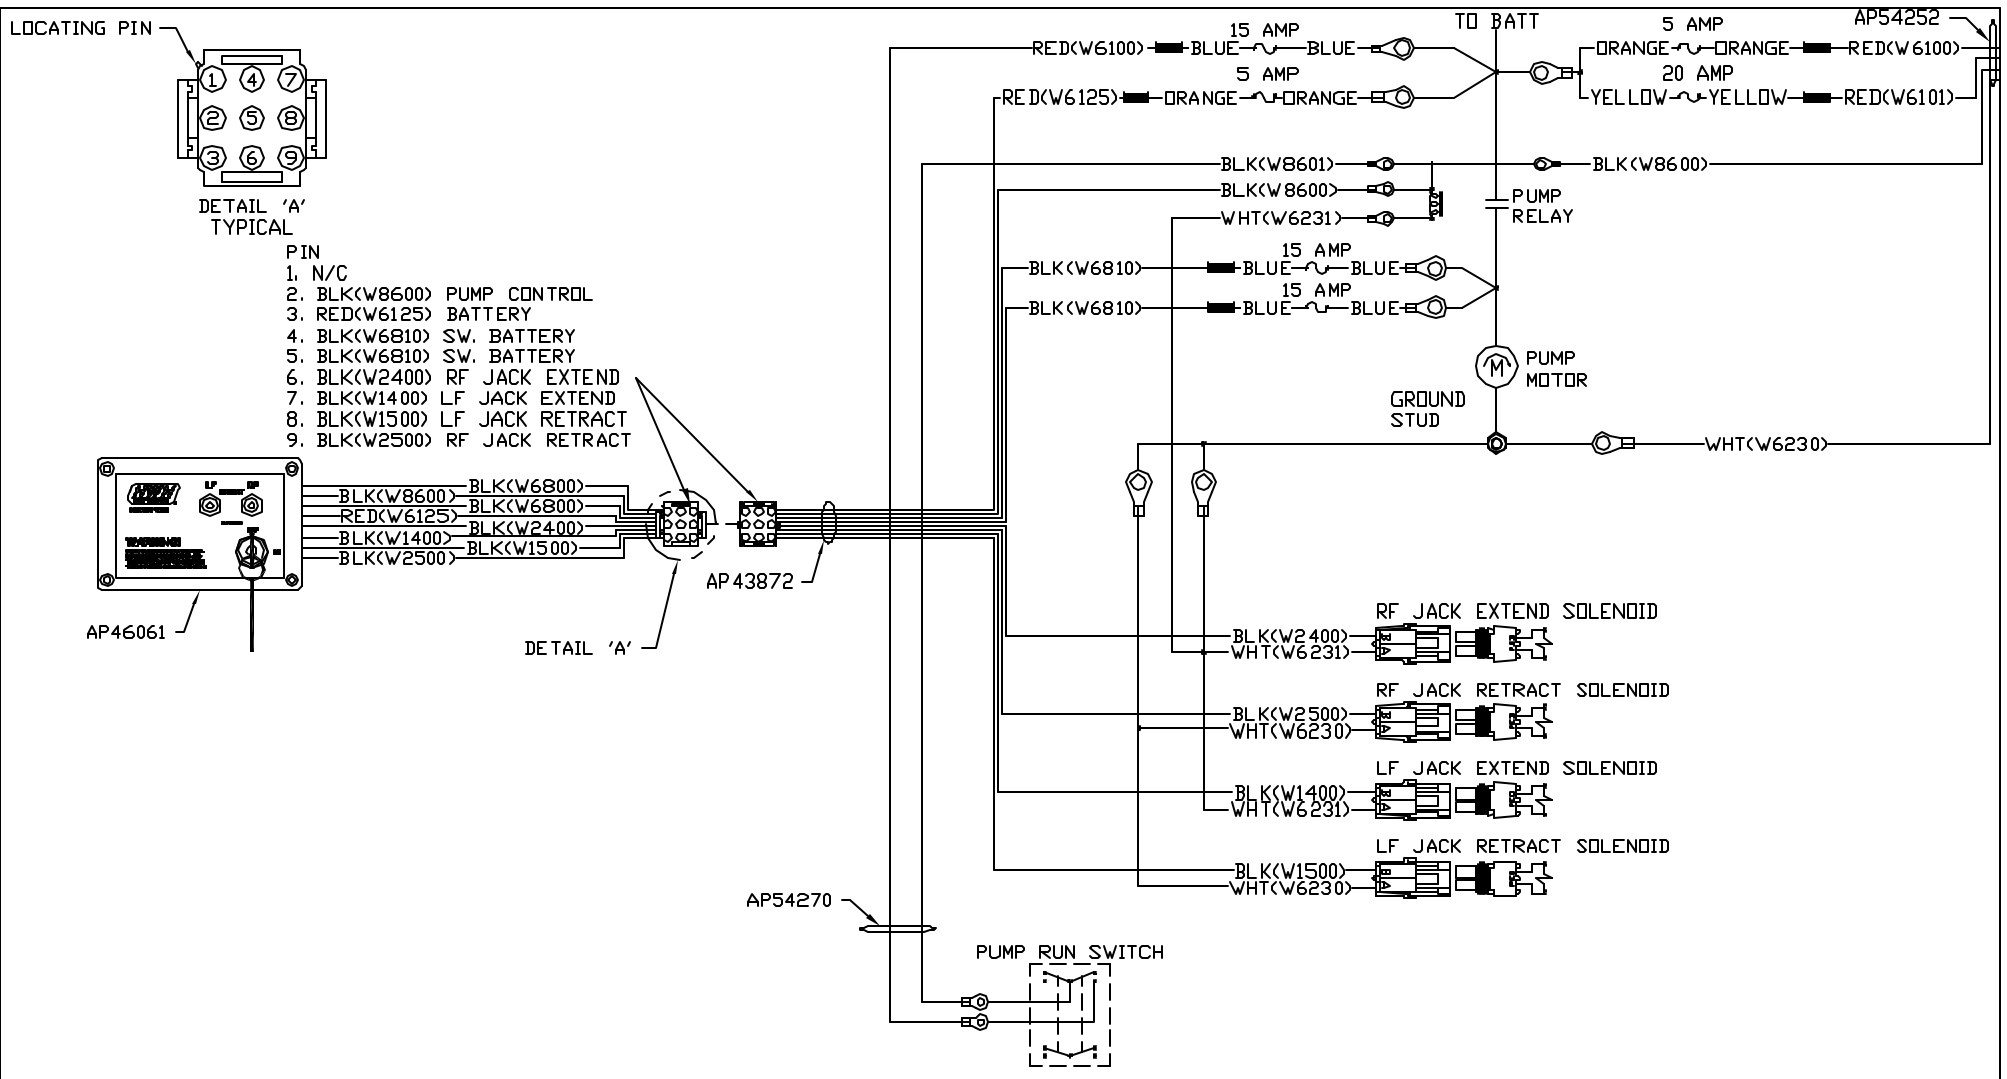 LOCATING PIN
1 4 7
2 5 8
3 6 9
DETAIL 'A'
TYPICAL
PIN
1. N/C
2. BLK(W8600) PUMP CONTROL
3. RED(W6125) BATTERY
4. BLK(W6810) SW. BATTERY
5. BLK(W6810) SW. BATTERY
6. BLK(W2400) RF JACK EXTEND
7. BLK(W1400) LF JACK EXTEND
8. BLK(W1500) LF JACK RETRACT
9. BLK(W2500) RF JACK RETRACT
LF
BLK(W6800)
BLK(W8600)
BLK(W6800)
RED(W6125)
BLK(W2400)
BLK(W1400)
BLK(W1500)
BLK(W2500)
AP46061
DETAIL 'A'
AP43872
15 AMP
RED(W6100) BLUE BLUE
5 AMP
RED(W6125) ORANGE ORANGE
TO BATT
5 AMP
ORANGE ORANGE RED(W6100)
20 AMP
YELLOW YELLOW RED(W6101)
AP54252
BLK(W8601)
BLK(W8600)
BLK(W8600)
WHT(W6231)
PUMP
RELAY
15 AMP
BLK(W6810) BLUE BLUE
15 AMP
BLK(W6810) BLUE BLUE
M
PUMP
MOTOR
GROUND
STUD
WHT(W6230)
RF JACK EXTEND SOLENOID
BLK(W2400) B
WHT(W6231) A
RF JACK RETRACT SOLENOID
BLK(W2500) B
WHT(W6230) A
LF JACK EXTEND SOLENOID
BLK(W1400) B
WHT(W6231) A
LF JACK RETRACT SOLENOID
BLK(W1500) B
WHT(W6230) A
AP54270
PUMP RUN SWITCH